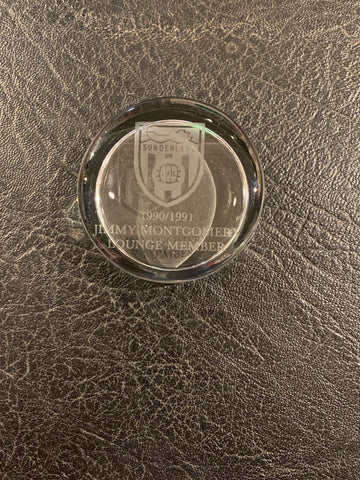 SUNDERLAND
1990/1991
JIMMY MONTGOMERY
LOUNGE MEMBER